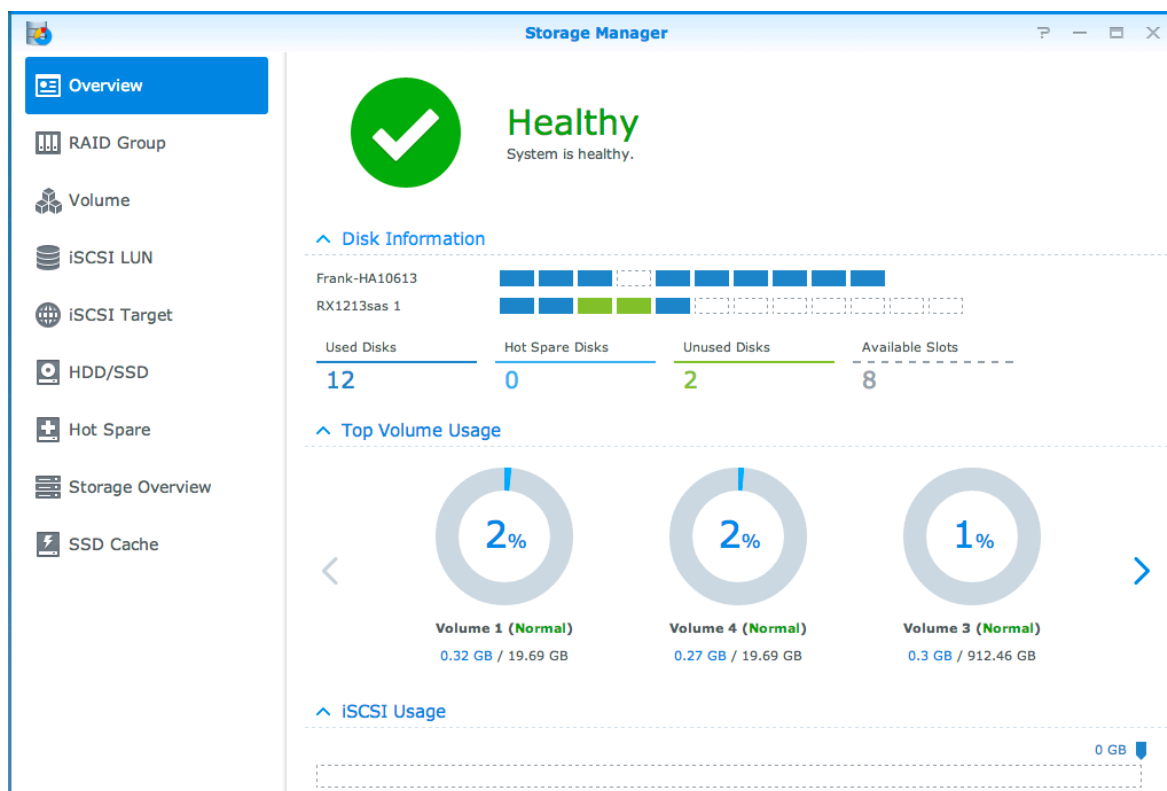 Storage Manager
?
Overview
RAID Group
Volume
iSCSI LUN
iSCSI Target
HDD/SSD
Hot Spare
Storage Overview
SSD Cache
Healthy
System is healthy.
Disk Information
Frank-HA10613
RX1213sas 1
Used Disks Hot Spare Disks Unused Disks Available Slots
12 0 2 8
Top Volume Usage
2% 2% 1%
Volume 1 (Normal) Volume 4 (Normal) Volume 3 (Normal)
0.32 GB / 19.69 GB 0.27 GB / 19.69 GB 0.3 GB / 912.46 GB
iSCSI Usage
0 GB